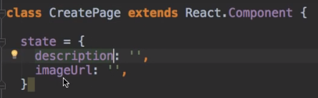 class CreatePage extends React.Component {
state = {
description: '',
imageUrl: '',
}